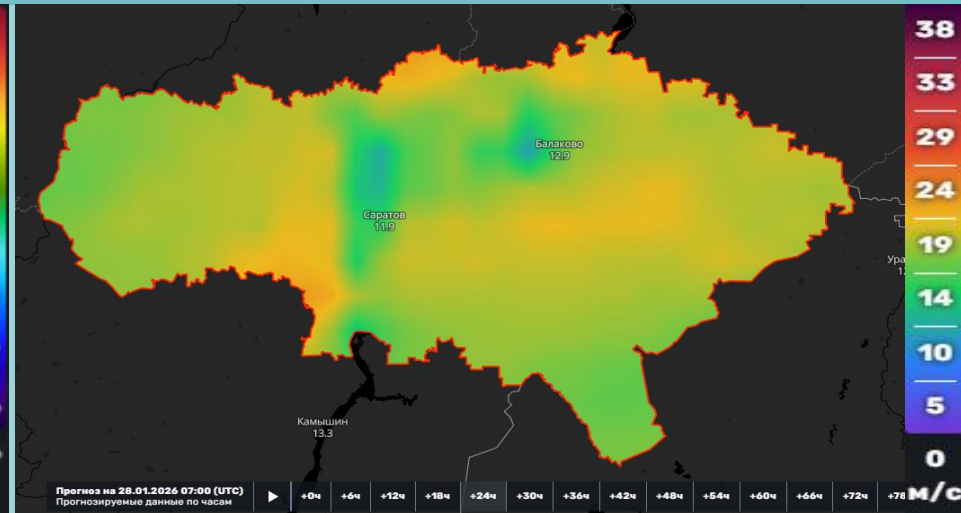 Балаково
12.9
Саратов
11.9
Камышин
13.3
Ура
Прогноз на 28.01.2026 07:00 (UTC)
Прогнозируемые данные по часам
+0ч +6ч +12ч +18ч +24ч +30ч +36ч +42ч +48ч +54ч +60ч +66ч +72ч +78
38
33
29
24
19
14
10
5
0
м/с